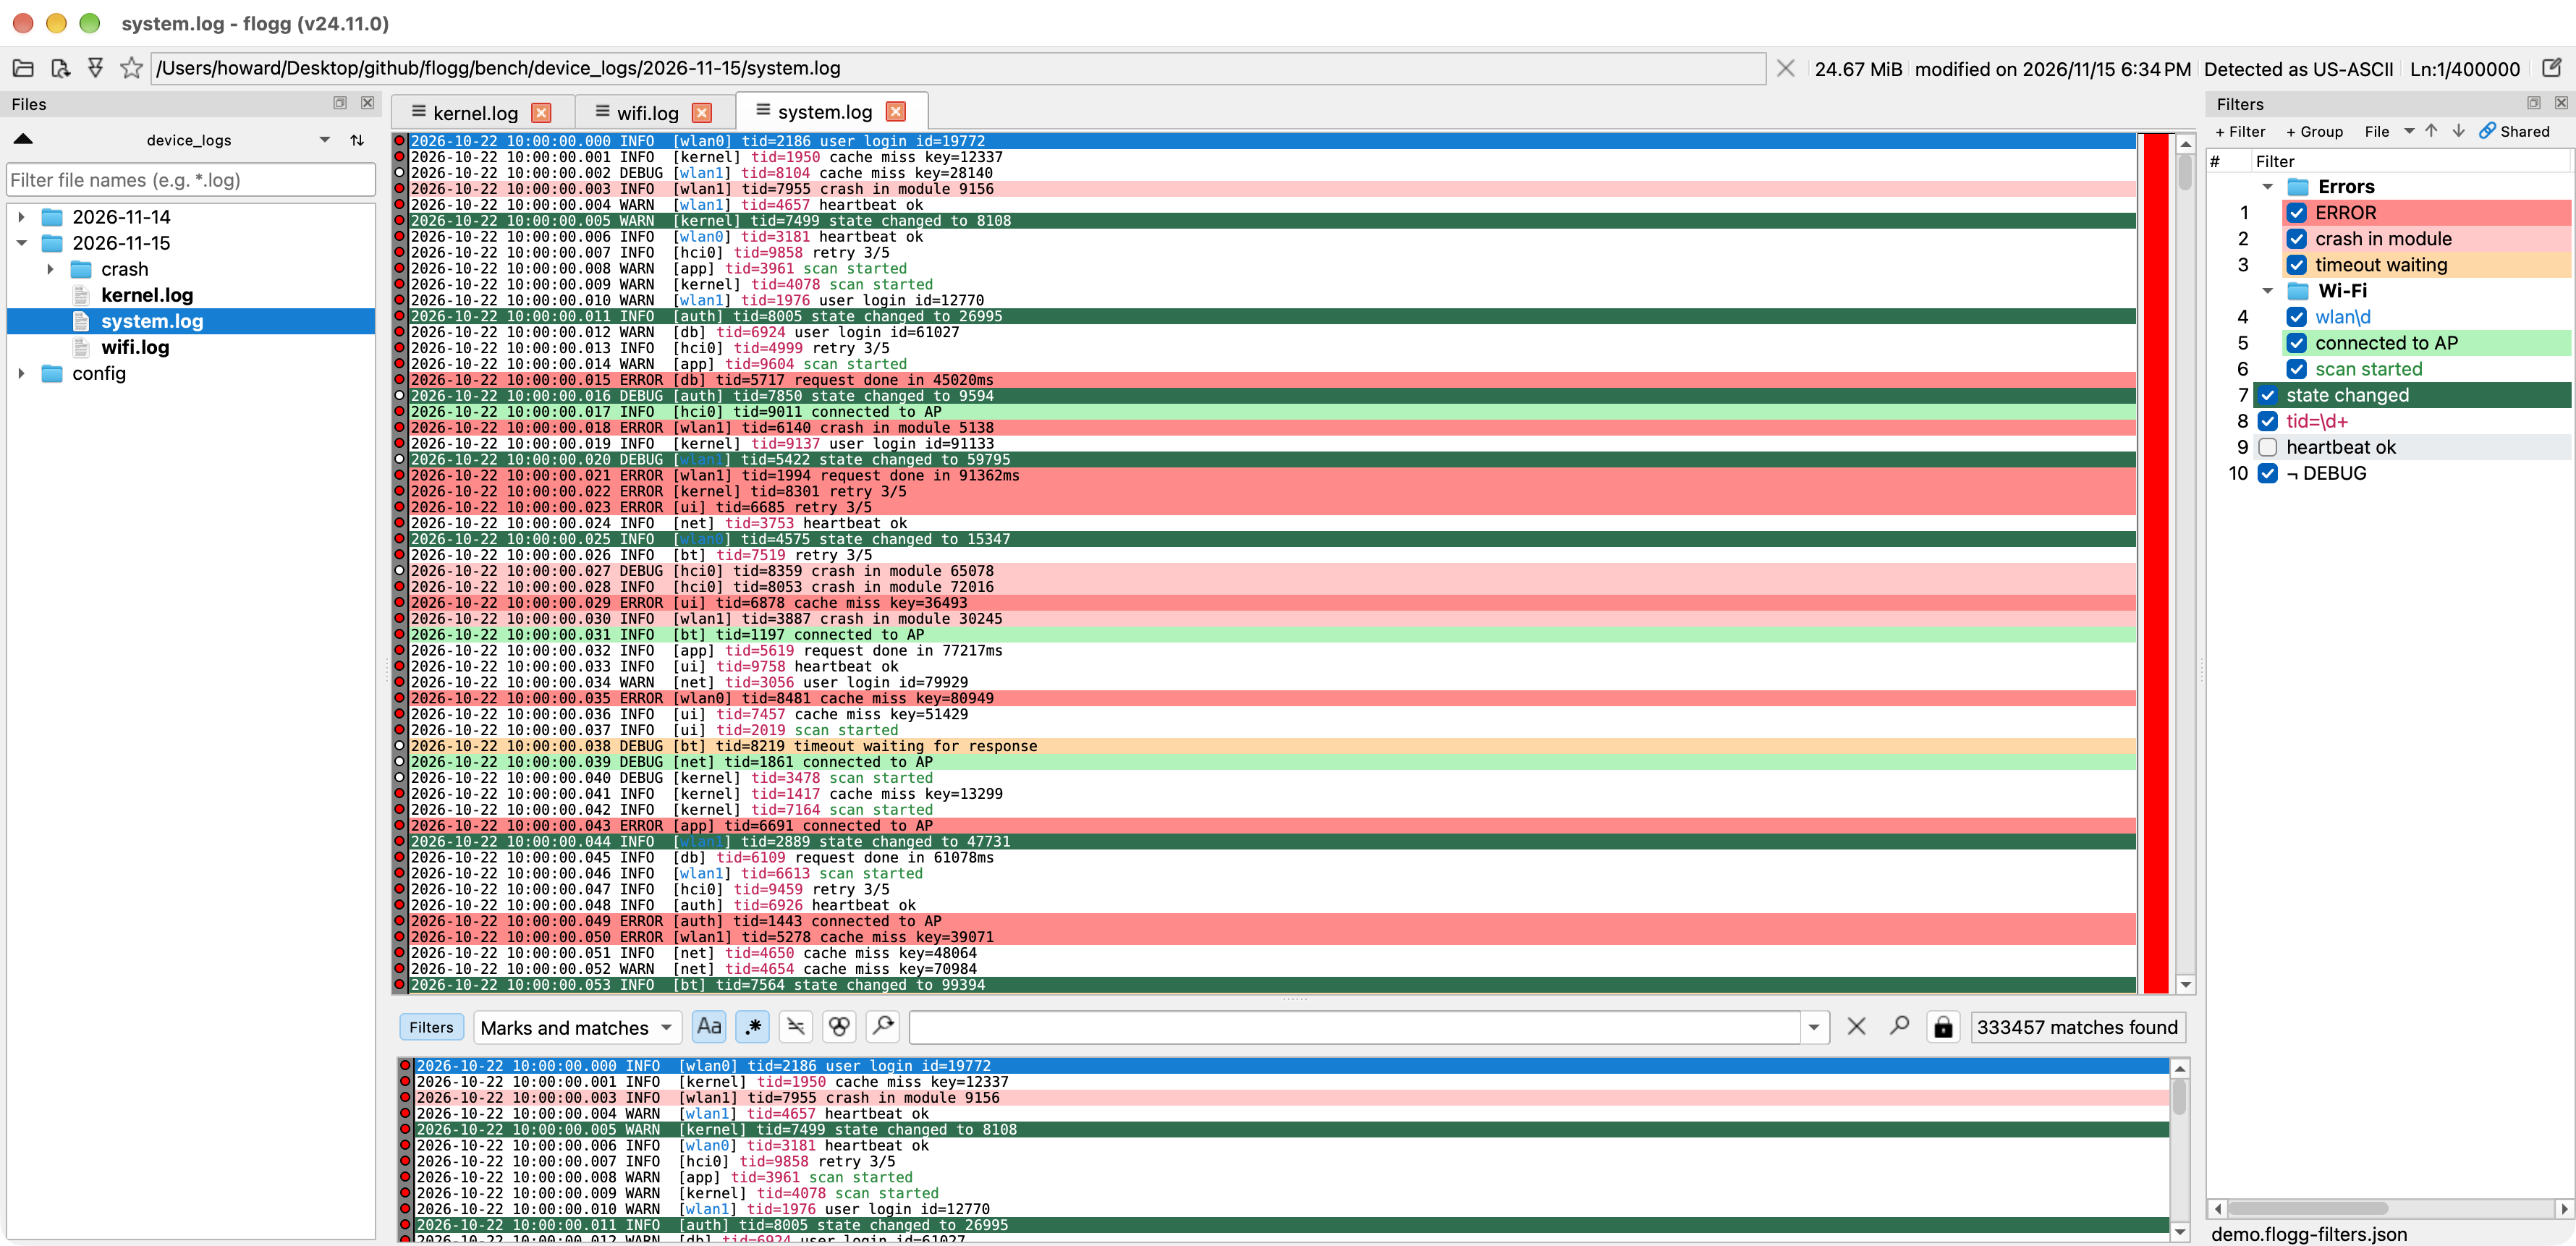 system.log - flogg (v24.11.0)
/Users/howard/Desktop/github/flogg/bench/device_logs/2026-11-15/system.log
24.67 MiB modified on 2026/11/15 6:34 PM Detected as US-ASCII Ln:1/400000
Files
device_logs
Filter file names (e.g. *.log)
2026-11-14
2026-11-15
crash
kernel.log
system.log
wifi.log
config
kernel.log
wifi.log
system.log
2026-10-22 10:00:00.000 INFO [wlan0] tid=2186 user login id=19772
2026-10-22 10:00:00.001 INFO [kernel] tid=1950 cache miss key=12337
2026-10-22 10:00:00.002 DEBUG [wlan1] tid=8104 cache miss key=28140
2026-10-22 10:00:00.003 INFO [wlan1] tid=7955 crash in module 9156
2026-10-22 10:00:00.004 WARN [wlan1] tid=4657 heartbeat ok
2026-10-22 10:00:00.005 WARN [kernel] tid=7499 state changed to 8108
2026-10-22 10:00:00.006 INFO [wlan0] tid=3181 heartbeat ok
2026-10-22 10:00:00.007 INFO [hci0] tid=9858 retry 3/5
2026-10-22 10:00:00.008 WARN [app] tid=3961 scan started
2026-10-22 10:00:00.009 WARN [kernel] tid=4078 scan started
2026-10-22 10:00:00.010 WARN [wlan1] tid=1976 user login id=12770
2026-10-22 10:00:00.011 INFO [auth] tid=8005 state changed to 26995
2026-10-22 10:00:00.012 WARN [db] tid=6924 user login id=61027
2026-10-22 10:00:00.013 INFO [hci0] tid=4999 retry 3/5
2026-10-22 10:00:00.014 WARN [app] tid=9604 scan started
2026-10-22 10:00:00.015 ERROR [db] tid=5717 request done in 45020ms
2026-10-22 10:00:00.016 DEBUG [auth] tid=7850 state changed to 9594
2026-10-22 10:00:00.017 INFO [hci0] tid=9011 connected to AP
2026-10-22 10:00:00.018 ERROR [wlan1] tid=6140 crash in module 5138
2026-10-22 10:00:00.019 INFO [kernel] tid=9137 user login id=91133
2026-10-22 10:00:00.020 DEBUG [wlan1] tid=5422 state changed to 59795
2026-10-22 10:00:00.021 ERROR [wlan1] tid=1994 request done in 91362ms
2026-10-22 10:00:00.022 ERROR [kernel] tid=8301 retry 3/5
2026-10-22 10:00:00.023 ERROR [ui] tid=6685 retry 3/5
2026-10-22 10:00:00.024 INFO [net] tid=3753 heartbeat ok
2026-10-22 10:00:00.025 INFO [wlan0] tid=4575 state changed to 15347
2026-10-22 10:00:00.026 INFO [bt] tid=7519 retry 3/5
2026-10-22 10:00:00.027 DEBUG [hci0] tid=8359 crash in module 65078
2026-10-22 10:00:00.028 INFO [hci0] tid=8053 crash in module 72016
2026-10-22 10:00:00.029 ERROR [ui] tid=6878 cache miss key=36493
2026-10-22 10:00:00.030 INFO [wlan1] tid=3887 crash in module 30245
2026-10-22 10:00:00.031 INFO [bt] tid=1197 connected to AP
2026-10-22 10:00:00.032 INFO [app] tid=5619 request done in 77217ms
2026-10-22 10:00:00.033 INFO [ui] tid=9758 heartbeat ok
2026-10-22 10:00:00.034 WARN [net] tid=3056 user login id=79929
2026-10-22 10:00:00.035 ERROR [wlan0] tid=8481 cache miss key=80949
2026-10-22 10:00:00.036 INFO [ui] tid=7457 cache miss key=51429
2026-10-22 10:00:00.037 INFO [ui] tid=2019 scan started
2026-10-22 10:00:00.038 DEBUG [bt] tid=8219 timeout waiting for response
2026-10-22 10:00:00.039 DEBUG [net] tid=1861 connected to AP
2026-10-22 10:00:00.040 DEBUG [kernel] tid=3478 scan started
2026-10-22 10:00:00.041 INFO [kernel] tid=1417 cache miss key=13299
2026-10-22 10:00:00.042 INFO [kernel] tid=7164 scan started
2026-10-22 10:00:00.043 ERROR [app] tid=6691 connected to AP
2026-10-22 10:00:00.044 INFO [wlan1] tid=2889 state changed to 47731
2026-10-22 10:00:00.045 INFO [db] tid=6109 request done in 61078ms
2026-10-22 10:00:00.046 INFO [wlan1] tid=6613 scan started
2026-10-22 10:00:00.047 INFO [hci0] tid=9459 retry 3/5
2026-10-22 10:00:00.048 INFO [auth] tid=6926 heartbeat ok
2026-10-22 10:00:00.049 ERROR [auth] tid=1443 connected to AP
2026-10-22 10:00:00.050 ERROR [wlan1] tid=5278 cache miss key=39071
2026-10-22 10:00:00.051 INFO [net] tid=4650 cache miss key=48064
2026-10-22 10:00:00.052 WARN [net] tid=4654 cache miss key=70984
2026-10-22 10:00:00.053 INFO [bt] tid=7564 state changed to 99394
Filters Marks and matches Aa .* 333457 matches found
2026-10-22 10:00:00.000 INFO [wlan0] tid=2186 user login id=19772
2026-10-22 10:00:00.001 INFO [kernel] tid=1950 cache miss key=12337
2026-10-22 10:00:00.003 INFO [wlan1] tid=7955 crash in module 9156
2026-10-22 10:00:00.004 WARN [wlan1] tid=4657 heartbeat ok
2026-10-22 10:00:00.005 WARN [kernel] tid=7499 state changed to 8108
2026-10-22 10:00:00.006 INFO [wlan0] tid=3181 heartbeat ok
2026-10-22 10:00:00.007 INFO [hci0] tid=9858 retry 3/5
2026-10-22 10:00:00.008 WARN [app] tid=3961 scan started
2026-10-22 10:00:00.009 WARN [kernel] tid=4078 scan started
2026-10-22 10:00:00.010 WARN [wlan1] tid=1976 user login id=12770
2026-10-22 10:00:00.011 INFO [auth] tid=8005 state changed to 26995
2026-10-22 10:00:00.012 WARN [db] tid=6924 user login id=61027
Filters
+ Filter + Group File Shared
# Filter
Errors
1 ERROR
2 crash in module
3 timeout waiting
Wi-Fi
4 wlan\d
5 connected to AP
6 scan started
7 state changed
8 tid=\d+
9 heartbeat ok
10 ¬ DEBUG
demo.flogg-filters.json